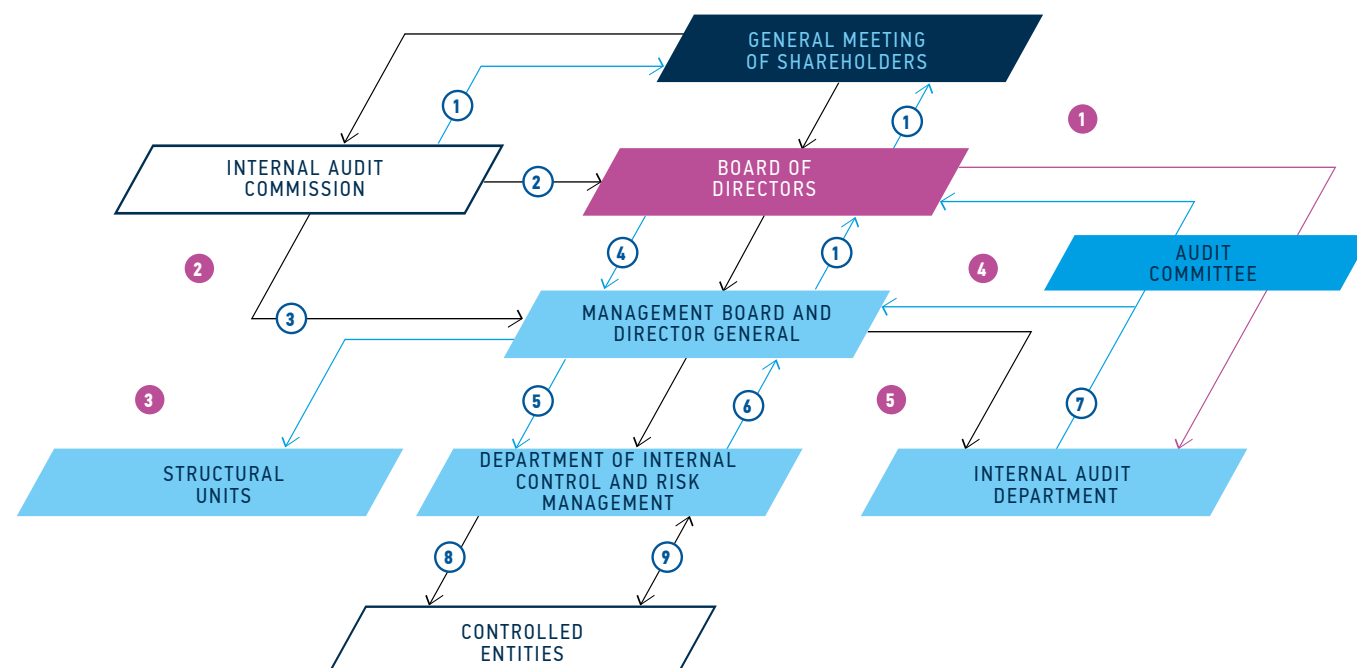 GENERAL MEETING
OF SHAREHOLDERS
1
1
1
INTERNAL AUDIT
COMMISSION
2
BOARD OF
DIRECTORS
2
4
1
4
AUDIT
COMMITTEE
3
MANAGEMENT BOARD AND
DIRECTOR GENERAL
3
5
6
5
7
STRUCTURAL
UNITS
DEPARTMENT OF INTERNAL
CONTROL AND RISK
MANAGEMENT
INTERNAL AUDIT
DEPARTMENT
8
9
CONTROLLED
ENTITIES